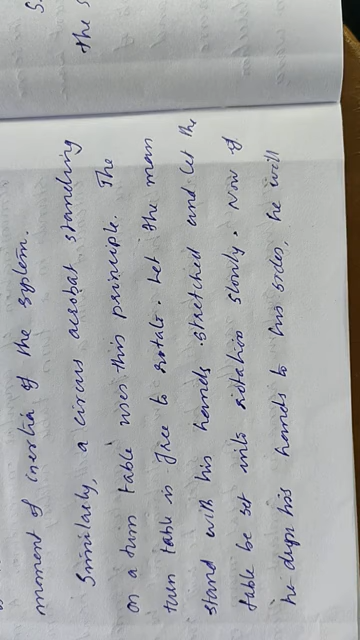 moment of inertia of the system.
Similarly, a circus acrobat standing
on a turn table uses this principle. The
turn table is free to rotate. Let the man
stand with his hands stretched and let the
table be set into rotation slowly. Now if
he dips his hands to his sides, he will
S
the s